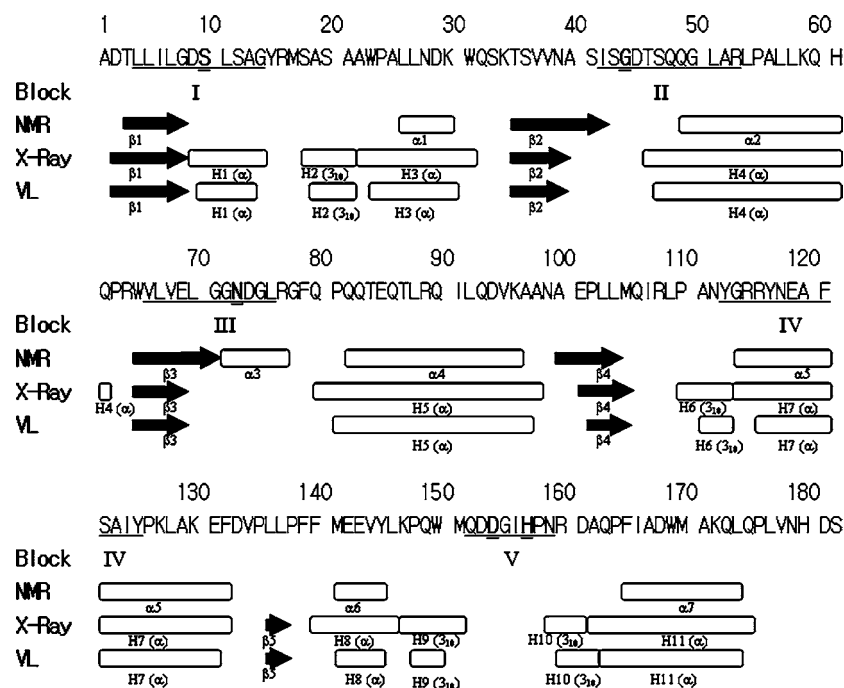 1 10 20 30 40 50 60
ADTLLILGDS LSAGYRMSAS AAWPALLNDK WQSKTSVVNA SISGDTSQQG LARLPALLKQ H
Block I II
NMR β1 α1 β2 α2
X-Ray β1 H1 (α) H2 (3₁₀) H3 (α) β2 H4 (α)
VL β1 H1 (α) H2 (3₁₀) H3 (α) β2 H4 (α)
70 80 90 100 110 120
QPRWVLVEL GGNDGLRGFQ PQQTEQTLRQ ILQDVKAANA EPLLMQIRLP ANYGRRYNEA F
Block III IV
NMR β3 α3 α4 β4 α5
X-Ray H4 (α) β3 H5 (α) β4 H6 (3₁₀) H7 (α)
VL β3 H5 (α) β4 H6 (3₁₀) H7 (α)
130 140 150 160 170 180
SAIYPKLAK EFDVPLLPFF MEEVYLKPQW MQDDGIHPNR DAQPFIADWM AKQLQPLVNH DS
Block IV V
NMR α5 α6 α7
X-Ray H7 (α) β5 H8 (α) H9 (3₁₀) H10 (3₁₀) H11 (α)
VL H7 (α) β5 H8 (α) H9 (3₁₀) H10 (3₁₀) H11 (α)